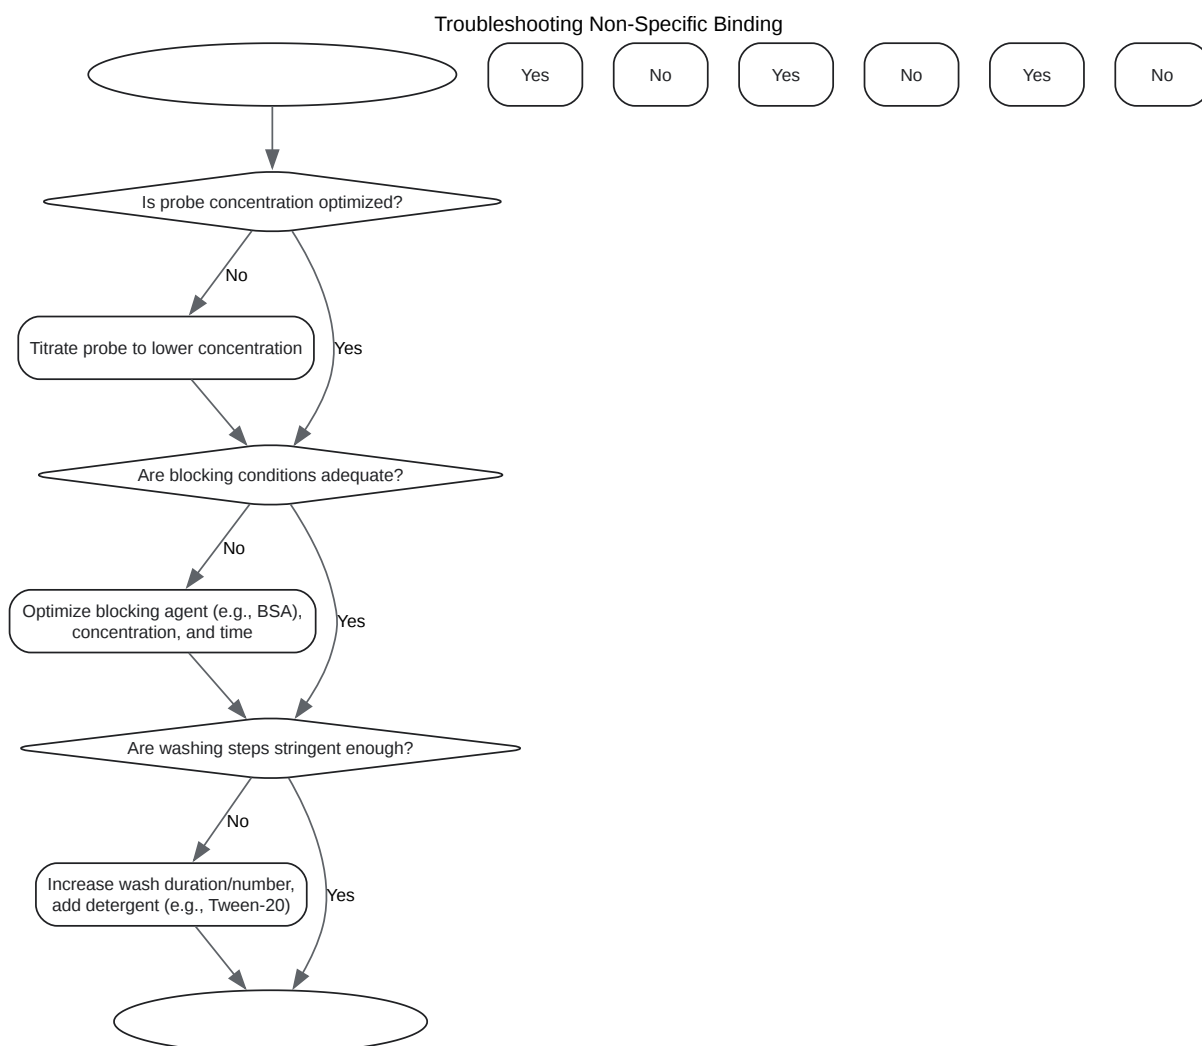 Troubleshooting Non-Specific Binding
Yes
No
Yes
No
Yes
No
Is probe concentration optimized?
No
Titrate probe to lower concentration
Yes
Are blocking conditions adequate?
No
Optimize blocking agent (e.g., BSA),
concentration, and time
Yes
Are washing steps stringent enough?
No
Increase wash duration/number,
add detergent (e.g., Tween-20)
Yes